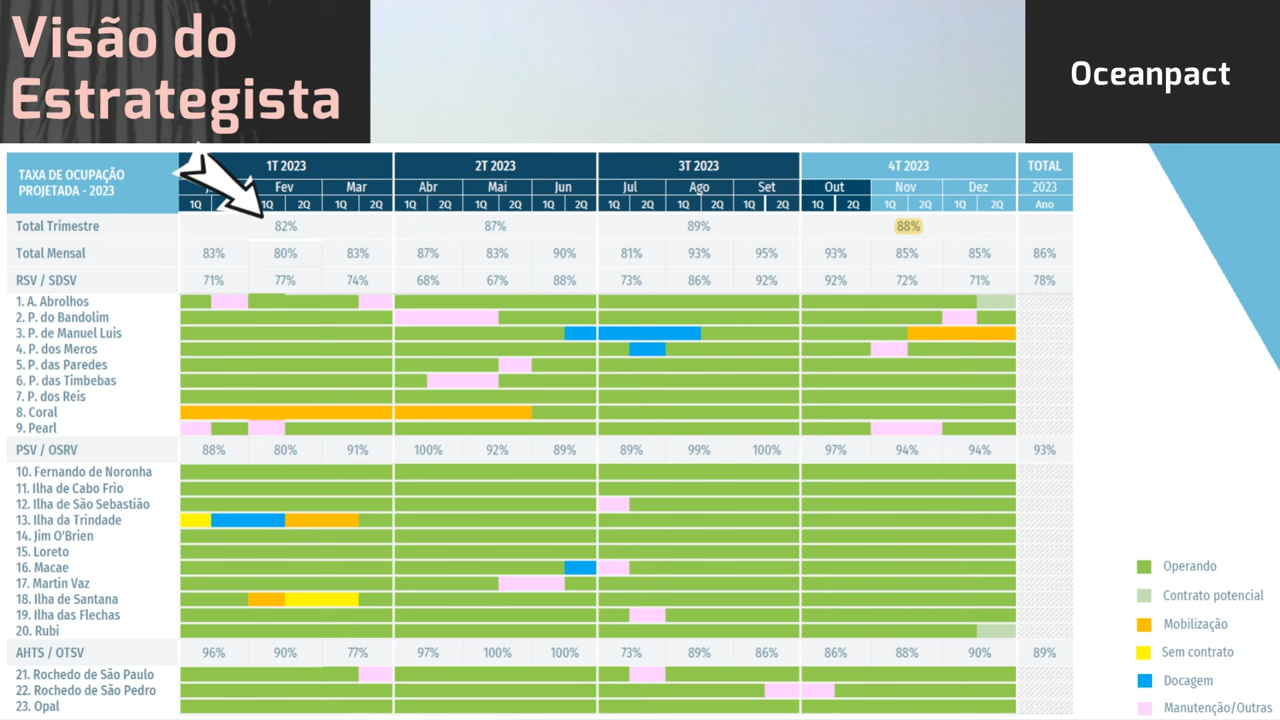 Visão do
Estrategista
Oceanpact
TAXA DE OCUPAÇÃO
PROJETADA - 2023
1T 2023 2T 2023 3T 2023 4T 2023 TOTAL
Fev Mar Abr Mai Jun Jul Ago Set Out Nov Dez 2023
1Q 1Q 2Q 1Q 2Q 1Q 2Q 1Q 2Q 1Q 2Q 1Q 2Q 1Q 2Q 1Q 2Q 1Q 2Q 1Q 2Q Ano
Total Trimestre 82% 87% 89% 88%
Total Mensal 83% 80% 83% 87% 83% 90% 81% 93% 95% 93% 85% 85% 86%
RSV / SDSV 71% 77% 74% 68% 67% 88% 73% 86% 92% 92% 72% 71% 78%
1. A. Abrolhos
2. P. do Bandolim
3. P. de Manuel Luis
4. P. dos Meros
5. P. das Paredes
6. P. das Timbebas
7. P. dos Reis
8. Coral
9. Pearl
PSV / OSRV 88% 80% 91% 100% 92% 89% 89% 99% 100% 97% 94% 94% 93%
10. Fernando de Noronha
11. Ilha de Cabo Frio
12. Ilha de São Sebastião
13. Ilha da Trindade
14. Jim O'Brien
15. Loreto
16. Macae
17. Martin Vaz
18. Ilha de Santana
19. Ilha das Flechas
20. Rubi
AHTS / OTSV 96% 90% 77% 97% 100% 100% 73% 89% 86% 86% 88% 90% 89%
21. Rochedo de São Paulo
22. Rochedo de São Pedro
23. Opal
Operando
Contrato potencial
Mobilização
Sem contrato
Docagem
Manutenção/Outras